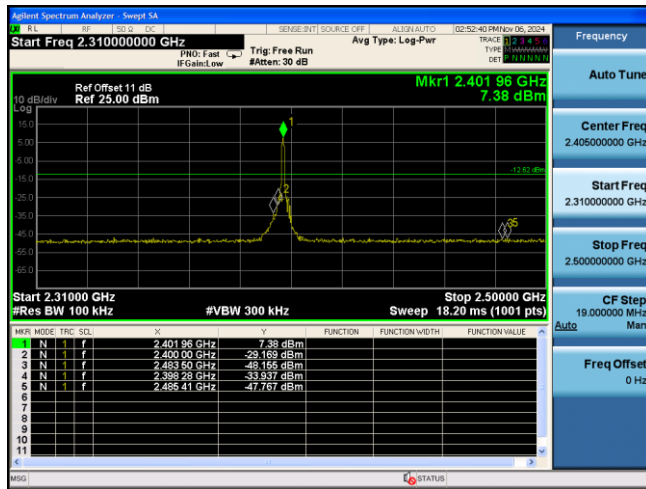 Agilent Spectrum Analyzer - Swept SA
RL RF 50 Ω DC SENSE:INT SOURCE OFF ALIGN AUTO 02:52:40 PM Nov 06, 2024
Start Freq 2.310000000 GHz
PNO: Fast
IFGain:Low
Trig: Free Run
#Atten: 30 dB
Avg Type: Log-Pwr
TRACE 1 2 3 4 5 6
TYPE
DET P N N N N N
Ref Offset 11 dB
10 dB/div Ref 25.00 dBm
Log
Mkr1 2.401 96 GHz
7.38 dBm
15.0
5.00
-5.00
-15.0
-25.0
-35.0
-45.0
-55.0
-65.0
1
-12.62 dBm
2
Start 2.31000 GHz Stop 2.50000 GHz
#Res BW 100 kHz #VBW 300 kHz Sweep 18.20 ms (1001 pts)
MKR MODE TRC SCL X Y FUNCTION FUNCTION WIDTH FUNCTION VALUE
1 N 1 f 2.401 96 GHz 7.38 dBm
2 N 1 f 2.400 00 GHz -29.169 dBm
3 N 1 f 2.483 50 GHz -48.155 dBm
4 N 1 f 2.398 28 GHz -33.937 dBm
5 N 1 f 2.485 41 GHz -47.767 dBm
6
7
8
9
10
11
MSG STATUS
Frequency
Auto Tune
Center Freq
2.405000000 GHz
Start Freq
2.310000000 GHz
Stop Freq
2.500000000 GHz
CF Step
19.000000 MHz
Auto Man
Freq Offset
0 Hz